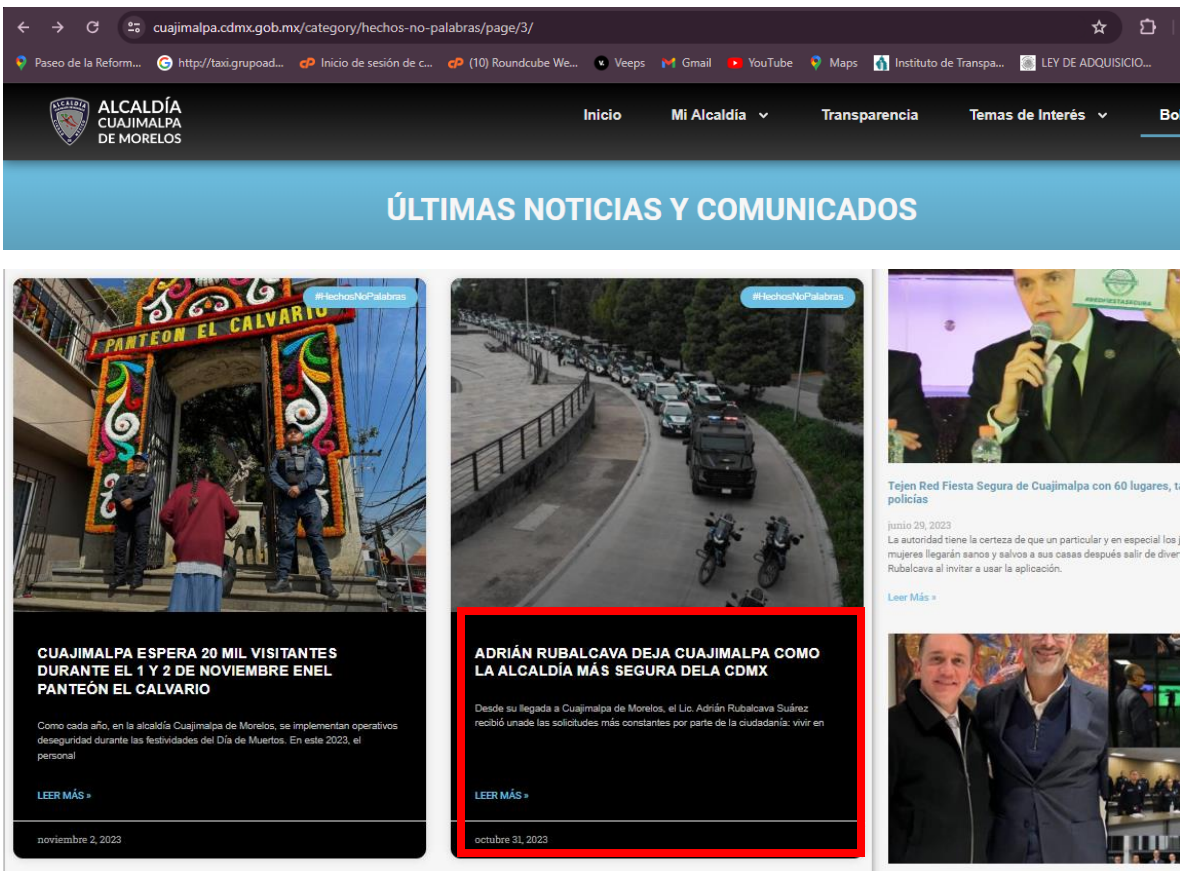 cuajimalpa.cdmx.gob.mx/category/hechos-no-palabras/page/3/
Paseo de la Reform... http://taxi.grupoad... Inicio de sesión de c... (10) Roundcube We... Veeps Gmail YouTube Maps Instituto de Transpa... LEY DE ADQUISICIO...
ALCALDÍA
CUAJIMALPA
DE MORELOS
Inicio Mi Alcaldía Transparencia Temas de Interés
ÚLTIMAS NOTICIAS Y COMUNICADOS
#HechosNoPalabras
PANTEON EL CALVARIO
CUAJIMALPA ESPERA 20 MIL VISITANTES
DURANTE EL 1 Y 2 DE NOVIEMBRE ENEL
PANTEÓN EL CALVARIO
Como cada año, en la alcaldía Cuajimalpa de Morelos, se implementan operativos
deseguridad durante las festividades del Día de Muertos. En este 2023, el
personal
LEER MÁS »
noviembre 2, 2023
#HechosNoPalabras
ADRIÁN RUBALCAVA DEJA CUAJIMALPA COMO
LA ALCALDÍA MÁS SEGURA DELA CDMX
Desde su llegada a Cuajimalpa de Morelos, el Lic. Adrián Rubalcava Suárez
recibió unade las solicitudes más constantes por parte de la ciudadanía: vivir en
LEER MÁS »
octubre 31, 2023
#REDFIESTASEGURA
Tejen Red Fiesta Segura de Cuajimalpa con 60 lugares,
policías
junio 29, 2023
La autoridad tiene la certeza de que un particular y en especial los
mujeres llegarán sanos y salvos a sus casas después salir de
Rubalcava al invitar a usar la aplicación.
Leer Más »